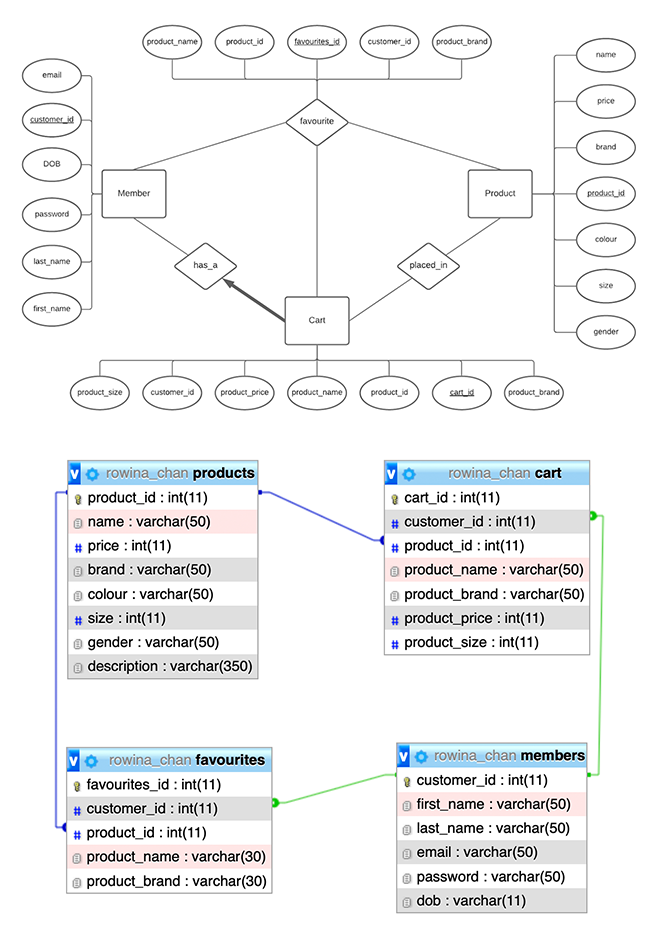 product_name
product_id
favourites_id
customer_id
product_brand
email
customer_id
DOB
password
last_name
first_name
Member
favourite
Product
name
price
brand
product_id
colour
size
gender
has_a
placed_in
Cart
product_size
customer_id
product_price
product_name
product_id
cart_id
product_brand
v rowina_chan products
product_id : int(11)
name : varchar(50)
# price : int(11)
brand : varchar(50)
colour : varchar(50)
# size : int(11)
gender : varchar(50)
description : varchar(350)
v rowina_chan cart
cart_id : int(11)
# customer_id : int(11)
# product_id : int(11)
product_name : varchar(50)
product_brand : varchar(50)
# product_price : int(11)
# product_size : int(11)
v rowina_chan favourites
favourites_id : int(11)
# customer_id : int(11)
# product_id : int(11)
product_name : varchar(30)
product_brand : varchar(30)
v rowina_chan members
customer_id : int(11)
first_name : varchar(50)
last_name : varchar(50)
email : varchar(50)
password : varchar(50)
dob : varchar(11)